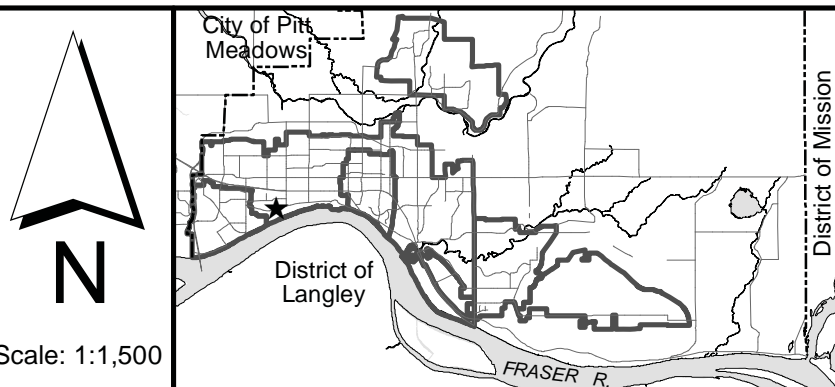 N
Scale: 1:1,500
City of Pitt
Meadows
District of
Langley
FRASER R.
District of Mission